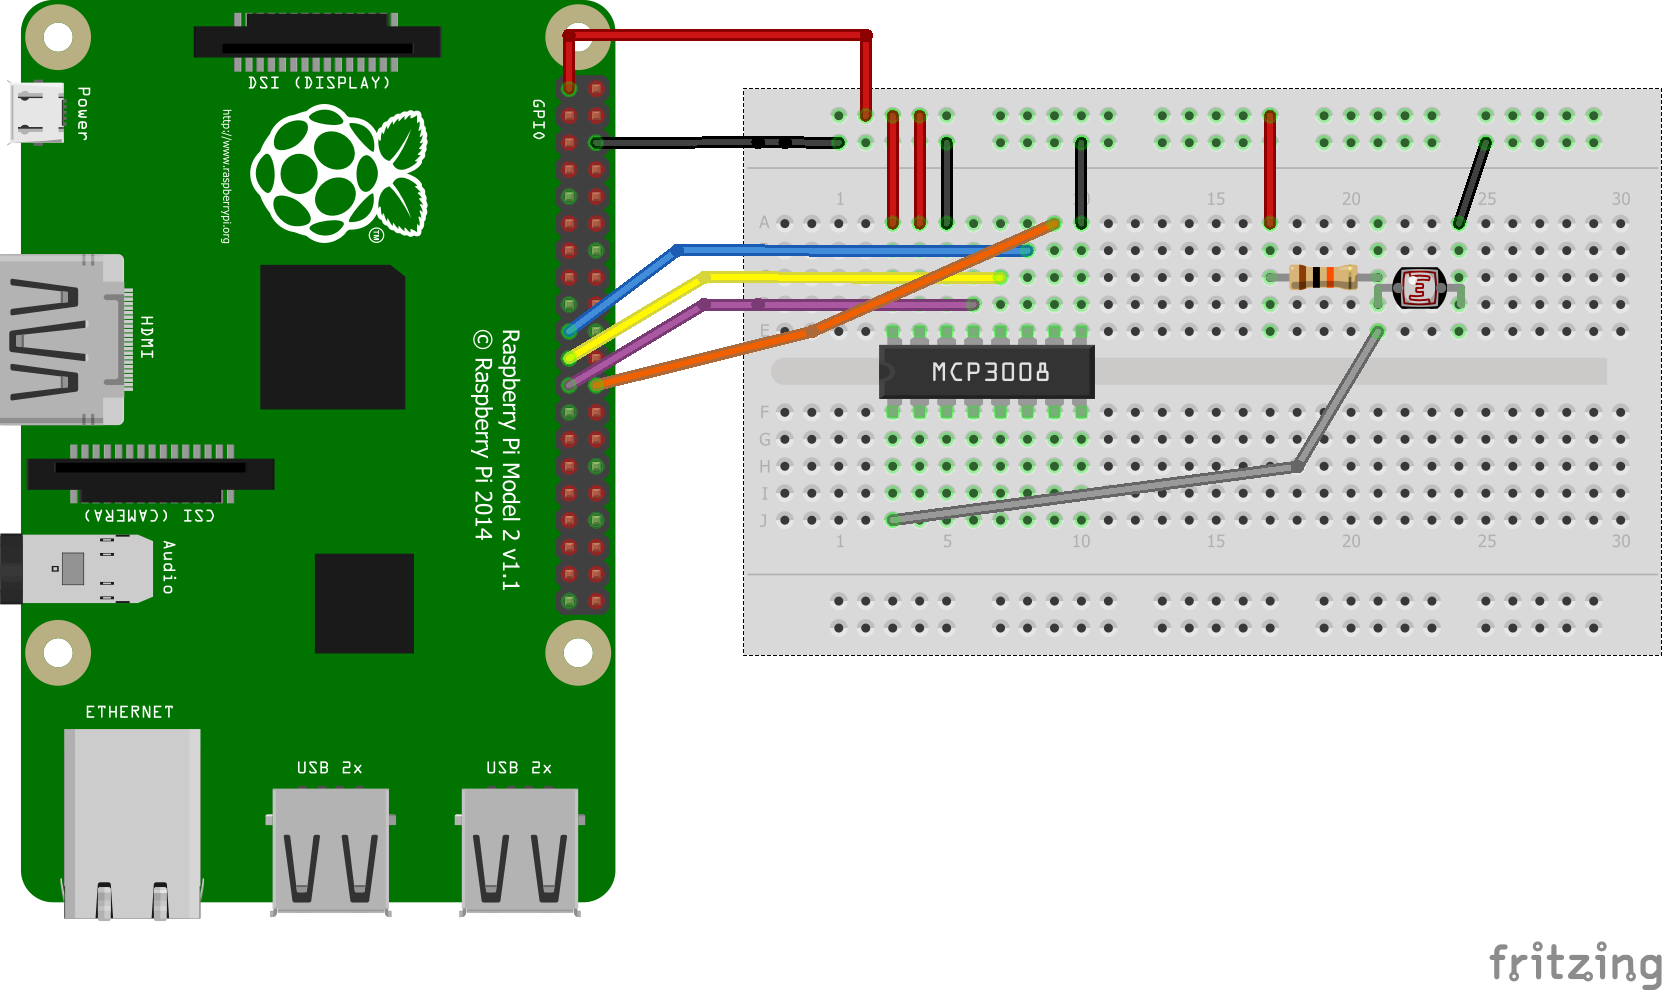 DSI (DISPLAY)
Power
http://www.raspberrypi.org
TM
GPIO
HDMI
Raspberry Pi Model 2 v1.1
© Raspberry Pi 2014
CSI (CAMERA)
Audio
ETHERNET
USB 2x
USB 2x
1 15 20 25 30
A
E
MCP3008
F
G
H
I
J
1 5 10 15 20 25 30
fritzing